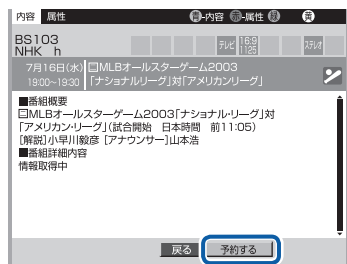 内容 属性 青-内容 赤-属性 緑 黄
BS103
NHK h
テレビ 16:9 1125 ステレオ
7月16日(水) 日MLBオールスターゲーム2003
19:00~19:30 「ナショナルリーグ」対「アメリカンリーグ」
■番組概要
日MLBオールスターゲーム2003「ナショナル・リーグ」対
「アメリカン・リーグ」(試合開始 日本時間 前11:05)
[解説]小早川毅彦 [アナウンサー]山本浩
■番組詳細内容
情報取得中
戻る 予約する